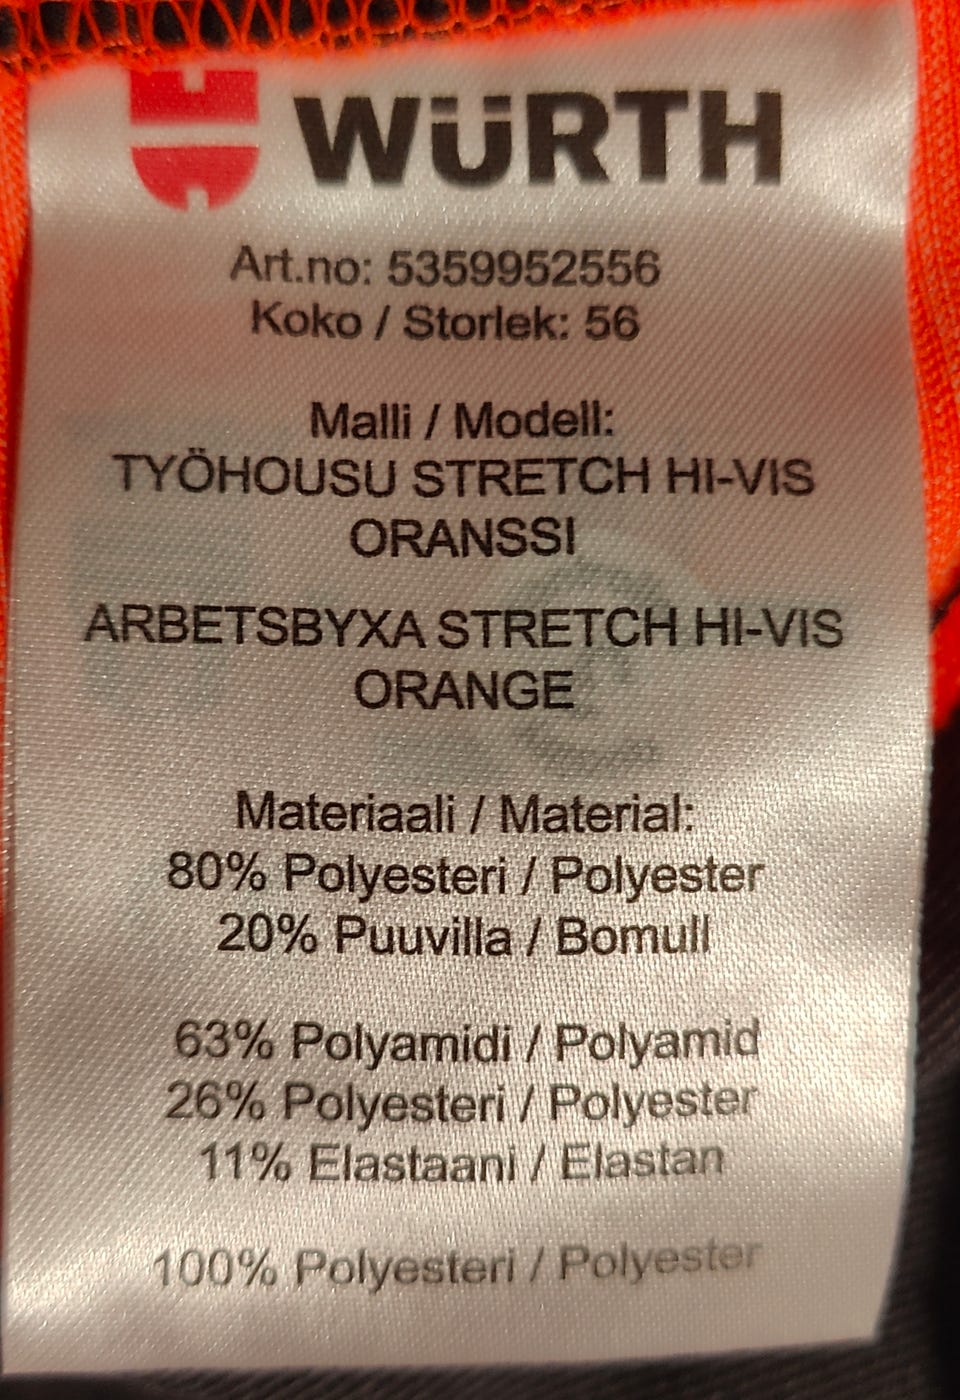 WÜRTH
Art.no: 5359952556
Koko / Storlek: 56
Malli / Modell:
TYÖHOUSU STRETCH HI-VIS
ORANSSI
ARBETSBYXA STRETCH HI-VIS
ORANGE
Materiaali / Material:
80% Polyesteri / Polyester
20% Puuvilla / Bomull
63% Polyamidi / Polyamid
26% Polyesteri / Polyester
11% Elastaani / Elastan
100% Polyesteri / Polyester